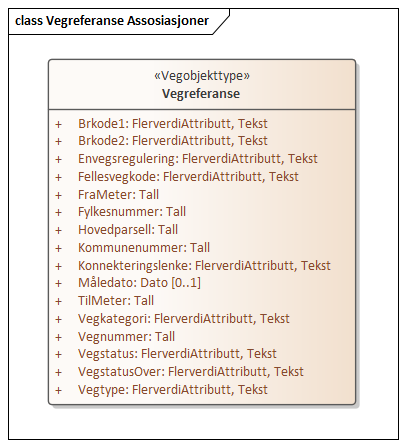 class Vegreferanse Assosiasjoner
«Vegobjekttype»
Vegreferanse
+ Brkode1: FlerverdiAttributt, Tekst
+ Brkode2: FlerverdiAttributt, Tekst
+ Envegsregulering: FlerverdiAttributt, Tekst
+ Fellesvegkode: FlerverdiAttributt, Tekst
+ FraMeter: Tall
+ Fylkesnummer: Tall
+ Hovedparsell: Tall
+ Kommunenummer: Tall
+ Konnekteringslenke: FlerverdiAttributt, Tekst
+ Måledato: Dato [0..1]
+ TilMeter: Tall
+ Vegkategori: FlerverdiAttributt, Tekst
+ Vegnummer: Tall
+ Vegstatus: FlerverdiAttributt, Tekst
+ VegstatusOver: FlerverdiAttributt, Tekst
+ Vegtype: FlerverdiAttributt, Tekst